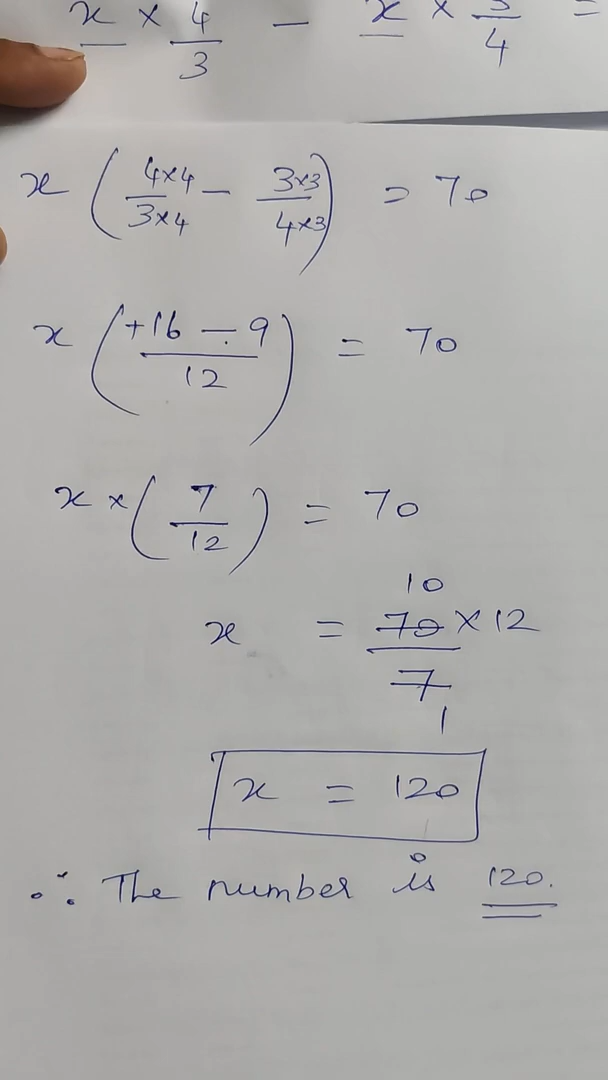 x × 4/3 − x × 3/4 =
x (4×4/3×4 − 3×3/4×3) = 70
x (+16 − 9/12) = 70
x × (7/12) = 70
10
x = 70 × 12/7
1
x = 120
∴ The number is 120.